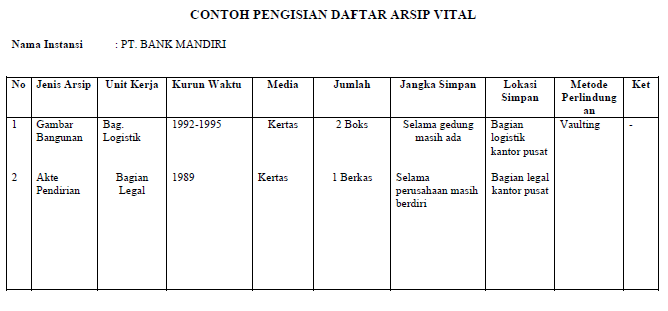 CONTOH PENGISIAN DAFTAR ARSIP VITAL
Nama Instansi : PT. BANK MANDIRI
No Jenis Arsip Unit Kerja Kurun Waktu Media Jumlah Jangka Simpan Lokasi Simpan Metode Perlindung an Ket
1 Gambar Bangunan Bag. Logistik 1992-1995 Kertas 2 Boks Selama gedung masih ada Bagian logistik kantor pusat Vaulting -
2 Akte Pendirian Bagian Legal 1989 Kertas 1 Berkas Selama perusahaan masih berdiri Bagian legal kantor pusat